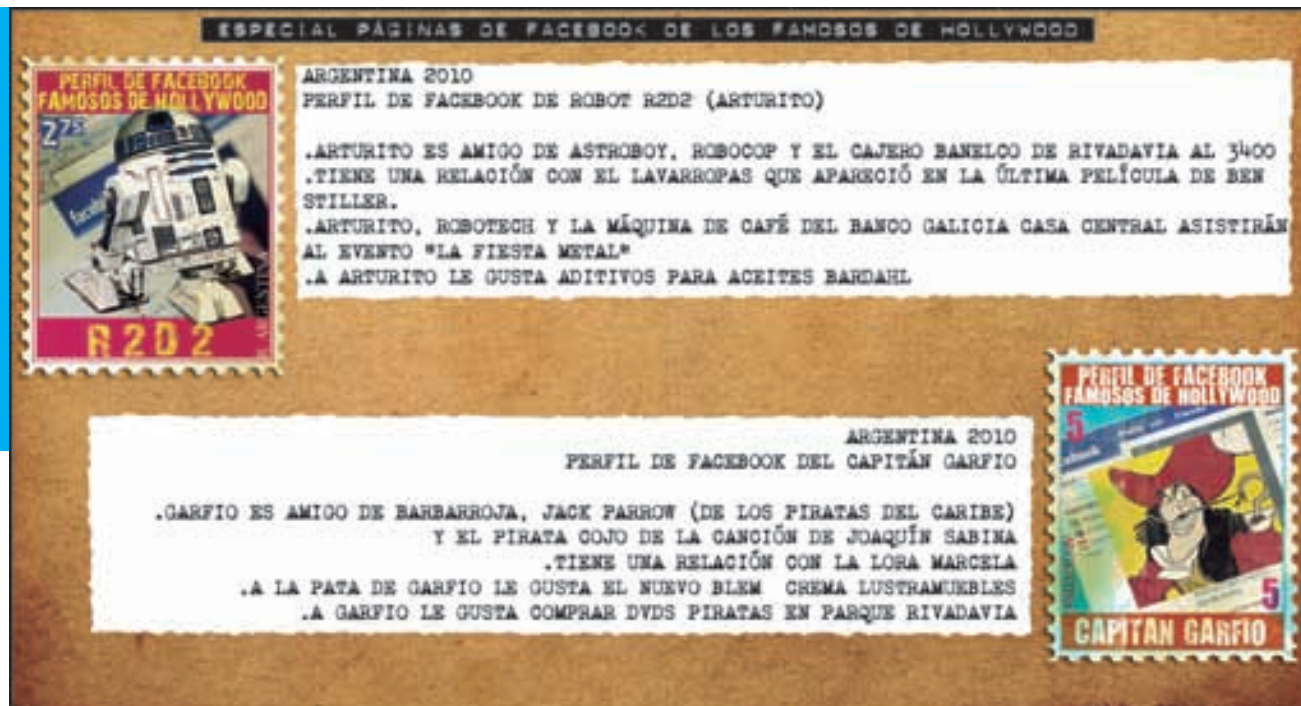 ESPECIAL PÁGINAS DE FACEBOOK DE LOS FAMOSOS DE HOLLYWOOD
PERFIL DE FACEBOOK
FAMOSOS DE HOLLYWOOD
2.75
facebook
ARGENTINA
R2D2
ARGENTINA 2010
PERFIL DE FACEBOOK DE ROBOT R2D2 (ARTURITO)
.ARTURITO ES AMIGO DE ASTROBOY, ROBOCOP Y EL CAJERO BANELCO DE RIVADAVIA AL 3400
.TIENE UNA RELACIÓN CON EL LAVARROPAS QUE APARECIÓ EN LA ÚLTIMA PELÍCULA DE BEN
STILLER.
.ARTURITO, ROBOTECH Y LA MÁQUINA DE CAFÉ DEL BANCO GALICIA CASA CENTRAL ASISTIRÁN
AL EVENTO "LA FIESTA METAL"
.A ARTURITO LE GUSTA ADITIVOS PARA ACEITES BARDAHL
ARGENTINA 2010
PERFIL DE FACEBOOK DEL CAPITÁN GARFIO
.GARFIO ES AMIGO DE BARBARROJA, JACK PARROW (DE LOS PIRATAS DEL CARIBE)
Y EL PIRATA COJO DE LA CANCIÓN DE JOAQUÍN SABINA
.TIENE UNA RELACIÓN CON LA LORA MARCELA
.A LA PATA DE GARFIO LE GUSTA EL NUEVO BLEM CREMA LUSTRAMUEBLES
.A GARFIO LE GUSTA COMPRAR DVDS PIRATAS EN PARQUE RIVADAVIA
PERFIL DE FACEBOOK
FAMOSOS DE HOLLYWOOD
5
5
CAPITAN GARFIO